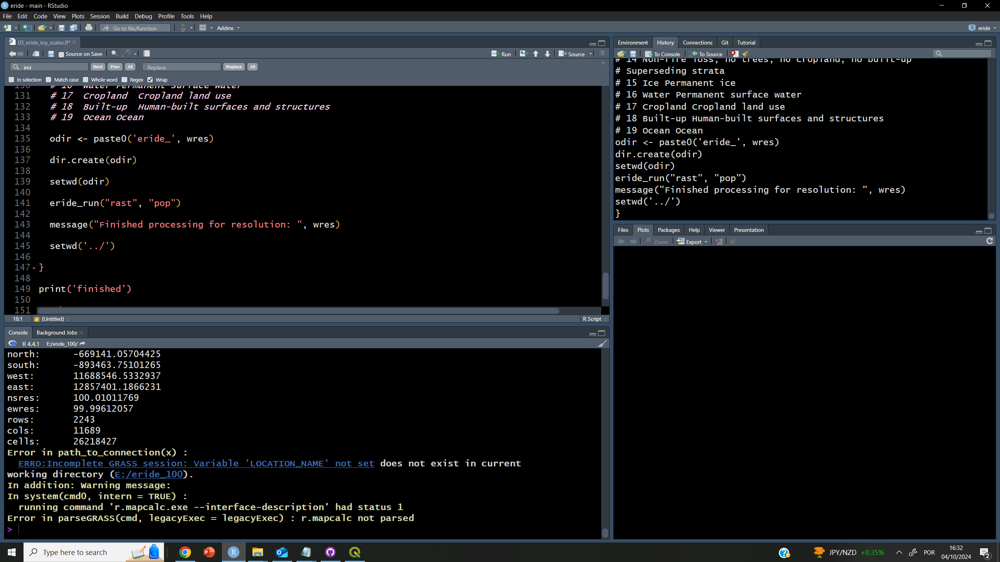 eride - main - RStudio
File Edit Code View Plots Session Build Debug Profile Tools Help
Go to file/function Addins eride
03_eride_toy_scales.R*
Source on Save Run Source
imr Next Prev All Replace Replace All
In selection Match case Whole word Regex Wrap
130 # 16 Water Permanent surface water
131 # 17 Cropland Cropland land use
132 # 18 Built-up Human-built surfaces and structures
133 # 19 Ocean Ocean
134
135 odir <- paste0('eride_', wres)
136
137 dir.create(odir)
138
139 setwd(odir)
140
141 eride_run("rast", "pop")
142
143 message("Finished processing for resolution: ", wres)
144
145 setwd('../')
146
147 }
148
149 print('finished')
150
151
18:1 # (Untitled) R Script
Console Background Jobs
R 4.4.1 · E:/eride_100/
north: -669141.05704425
south: -893463.75101265
west: 11688546.5332937
east: 12857401.1866231
nsres: 100.01011769
ewres: 99.99612057
rows: 2243
cols: 11689
cells: 26218427
Error in path_to_connection(x) :
ERRO:Incomplete GRASS session: Variable 'LOCATION_NAME' not set does not exist in current
working directory (E:/eride_100).
In addition: Warning message:
In system(cmd0, intern = TRUE) :
running command 'r.mapcalc.exe --interface-description' had status 1
Error in parseGRASS(cmd, legacyExec = legacyExec) : r.mapcalc not parsed
>
Environment History Connections Git Tutorial
To Console To Source
# 14 Non-fire loss, no trees, no cropland, no built-up
# Superseding strata
# 15 Ice Permanent ice
# 16 Water Permanent surface water
# 17 Cropland Cropland land use
# 18 Built-up Human-built surfaces and structures
# 19 Ocean Ocean
odir <- paste0('eride_', wres)
dir.create(odir)
setwd(odir)
eride_run("rast", "pop")
message("Finished processing for resolution: ", wres)
setwd('../')
}
Files Plots Packages Help Viewer Presentation
Zoom Export
Type here to search
JPY/NZD +0.35%
POR
16:32
04/10/2024
2